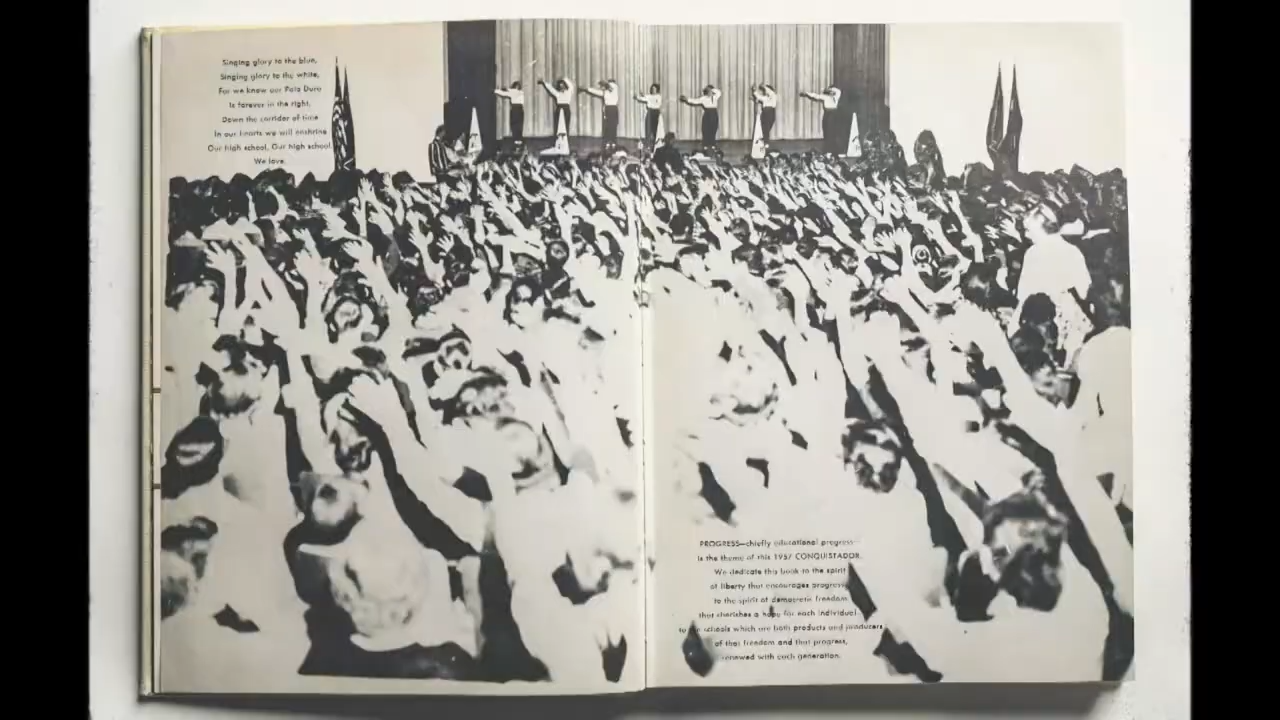 Singing glory to the blue,
Singing glory to the white,
For we know our Palo Duro
Is forever in the right.
Down the corridor of time
In our hearts we will enshrine
Our high school, Our high school
We love.
PROGRESS—chiefly educational progress—
is the theme of this 1957 CONQUISTADOR.
We dedicate this book to the spirit
of liberty that encourages progress
to the spirit of democratic freedom
that cherishes a hope for each individual
to schools which are both products and producers
of that freedom and that progress,
renewed with each generation.